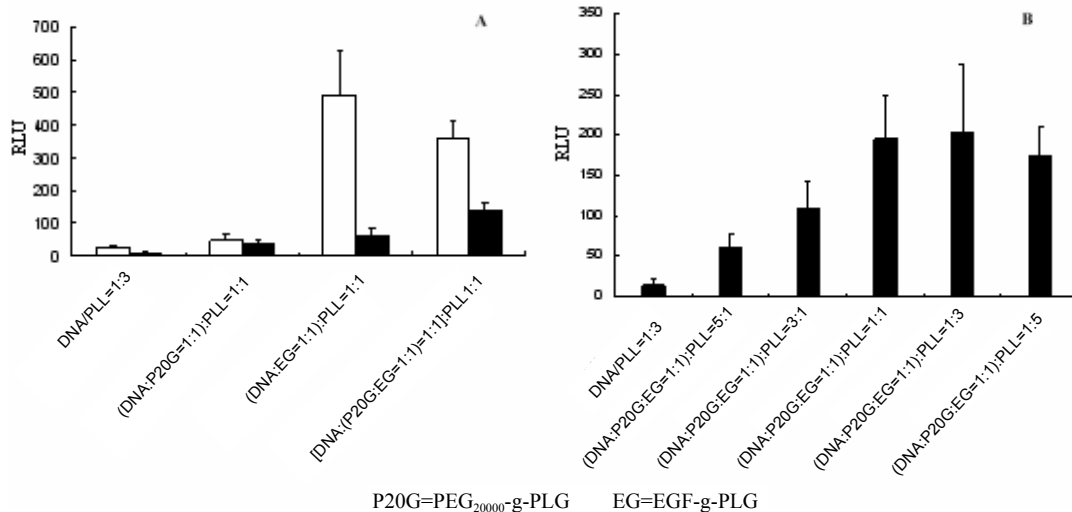 A
RLU
700
600
500
400
300
200
100
0
DNA/PLL=1:3
(DNA:P20G=1:1):PLL=1:1
(DNA:EG=1:1):PLL=1:1
[DNA:(P20G:EG=1:1)=1:1]:PLL1:1
B
RLU
350
300
250
200
150
100
50
0
DNA/PLL=1:3
(DNA:P20G:EG=1:1):PLL=5:1
(DNA:P20G:EG=1:1):PLL=3:1
(DNA:P20G:EG=1:1):PLL=1:1
(DNA:P20G:EG=1:1):PLL=1:3
(DNA:P20G:EG=1:1):PLL=1:5
P20G=PEG₂₀₀₀₀-g-PLG EG=EGF-g-PLG